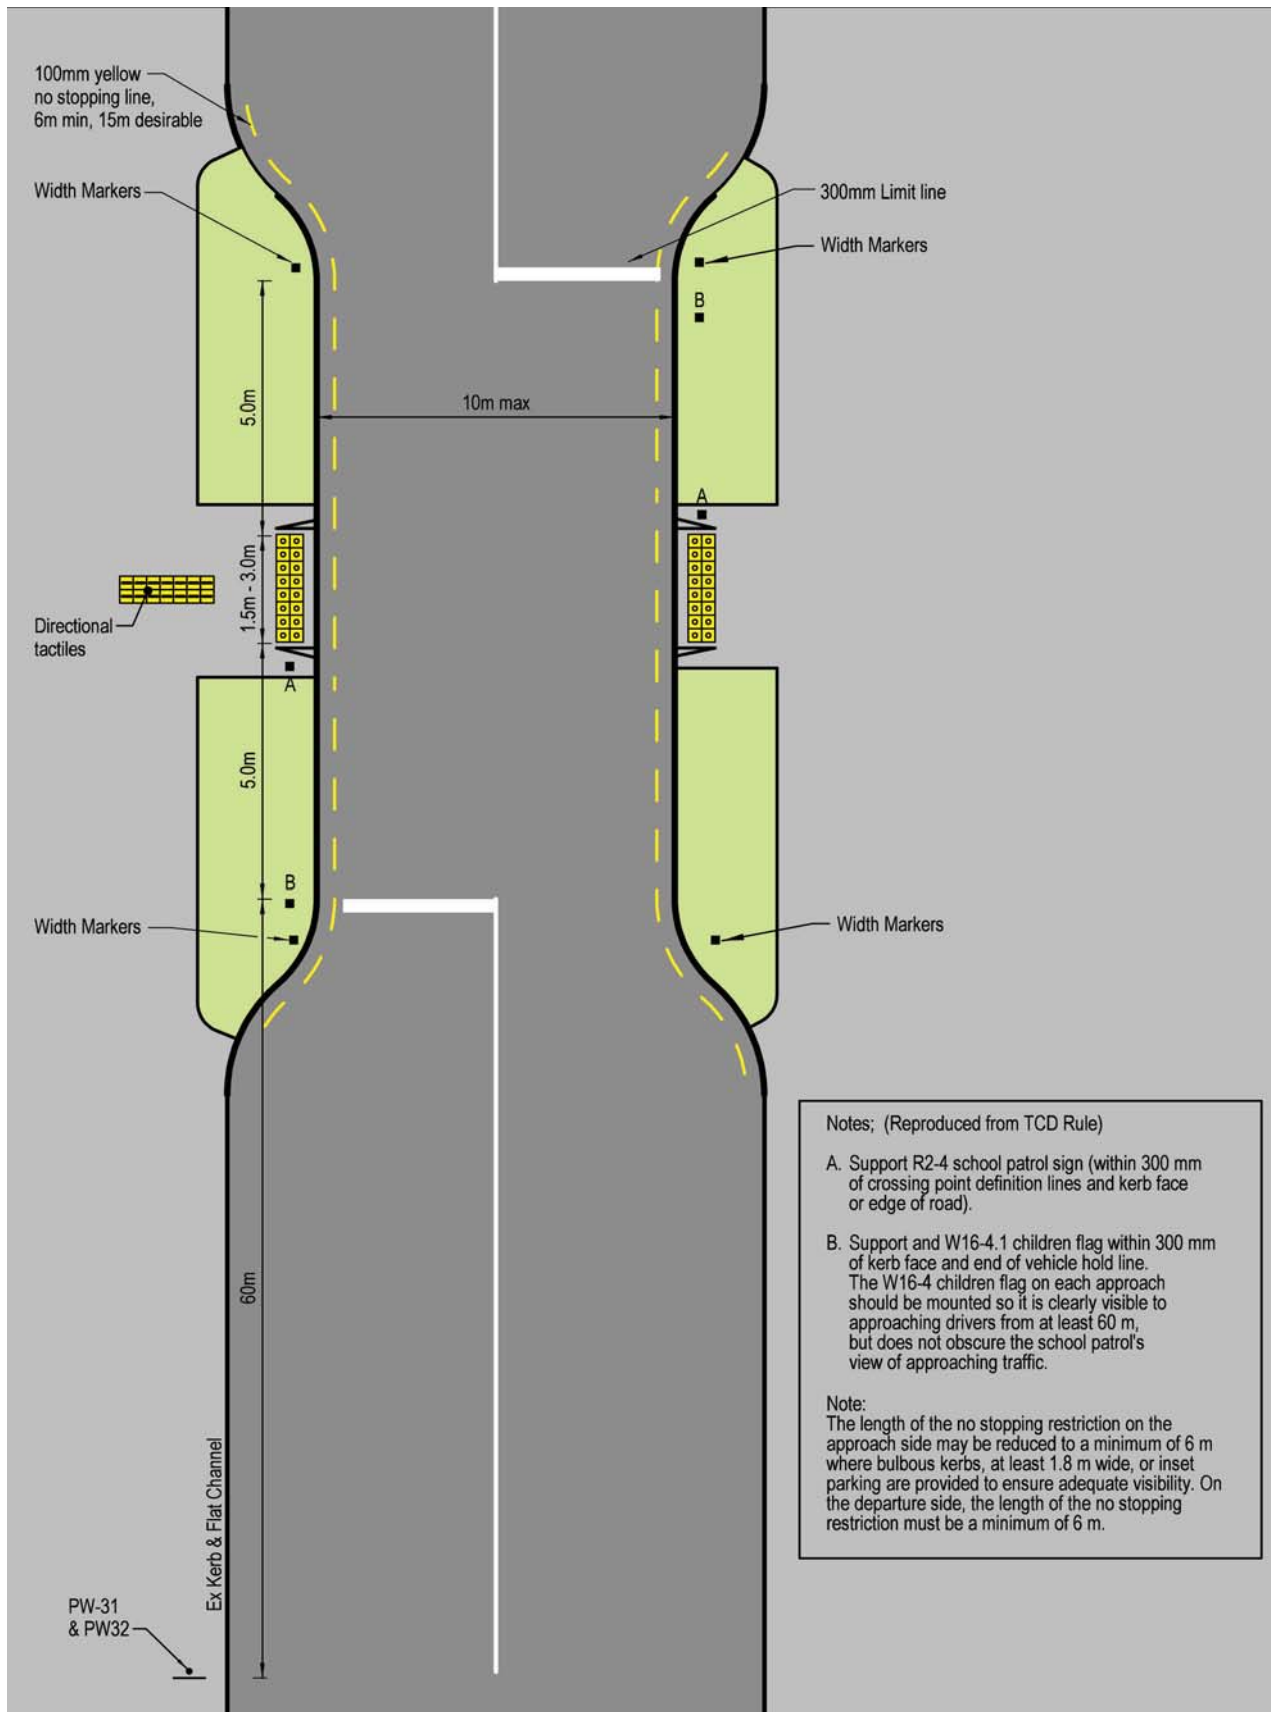 100mm yellow
no stopping line,
6m min, 15m desirable
Width Markers
300mm Limit line
Width Markers
B
5.0m
10m max
A
1.5m - 3.0m
Directional
tactiles
A
5.0m
B
Width Markers
Width Markers
60m
Ex Kerb & Flat Channel
PW-31
& PW32
Notes; (Reproduced from TCD Rule)
A. Support R2-4 school patrol sign (within 300 mm
of crossing point definition lines and kerb face
or edge of road).
B. Support and W16-4.1 children flag within 300 mm
of kerb face and end of vehicle hold line.
The W16-4 children flag on each approach
should be mounted so it is clearly visible to
approaching drivers from at least 60 m,
but does not obscure the school patrol's
view of approaching traffic.
Note:
The length of the no stopping restriction on the
approach side may be reduced to a minimum of 6 m
where bulbous kerbs, at least 1.8 m wide, or inset
parking are provided to ensure adequate visibility. On
the departure side, the length of the no stopping
restriction must be a minimum of 6 m.